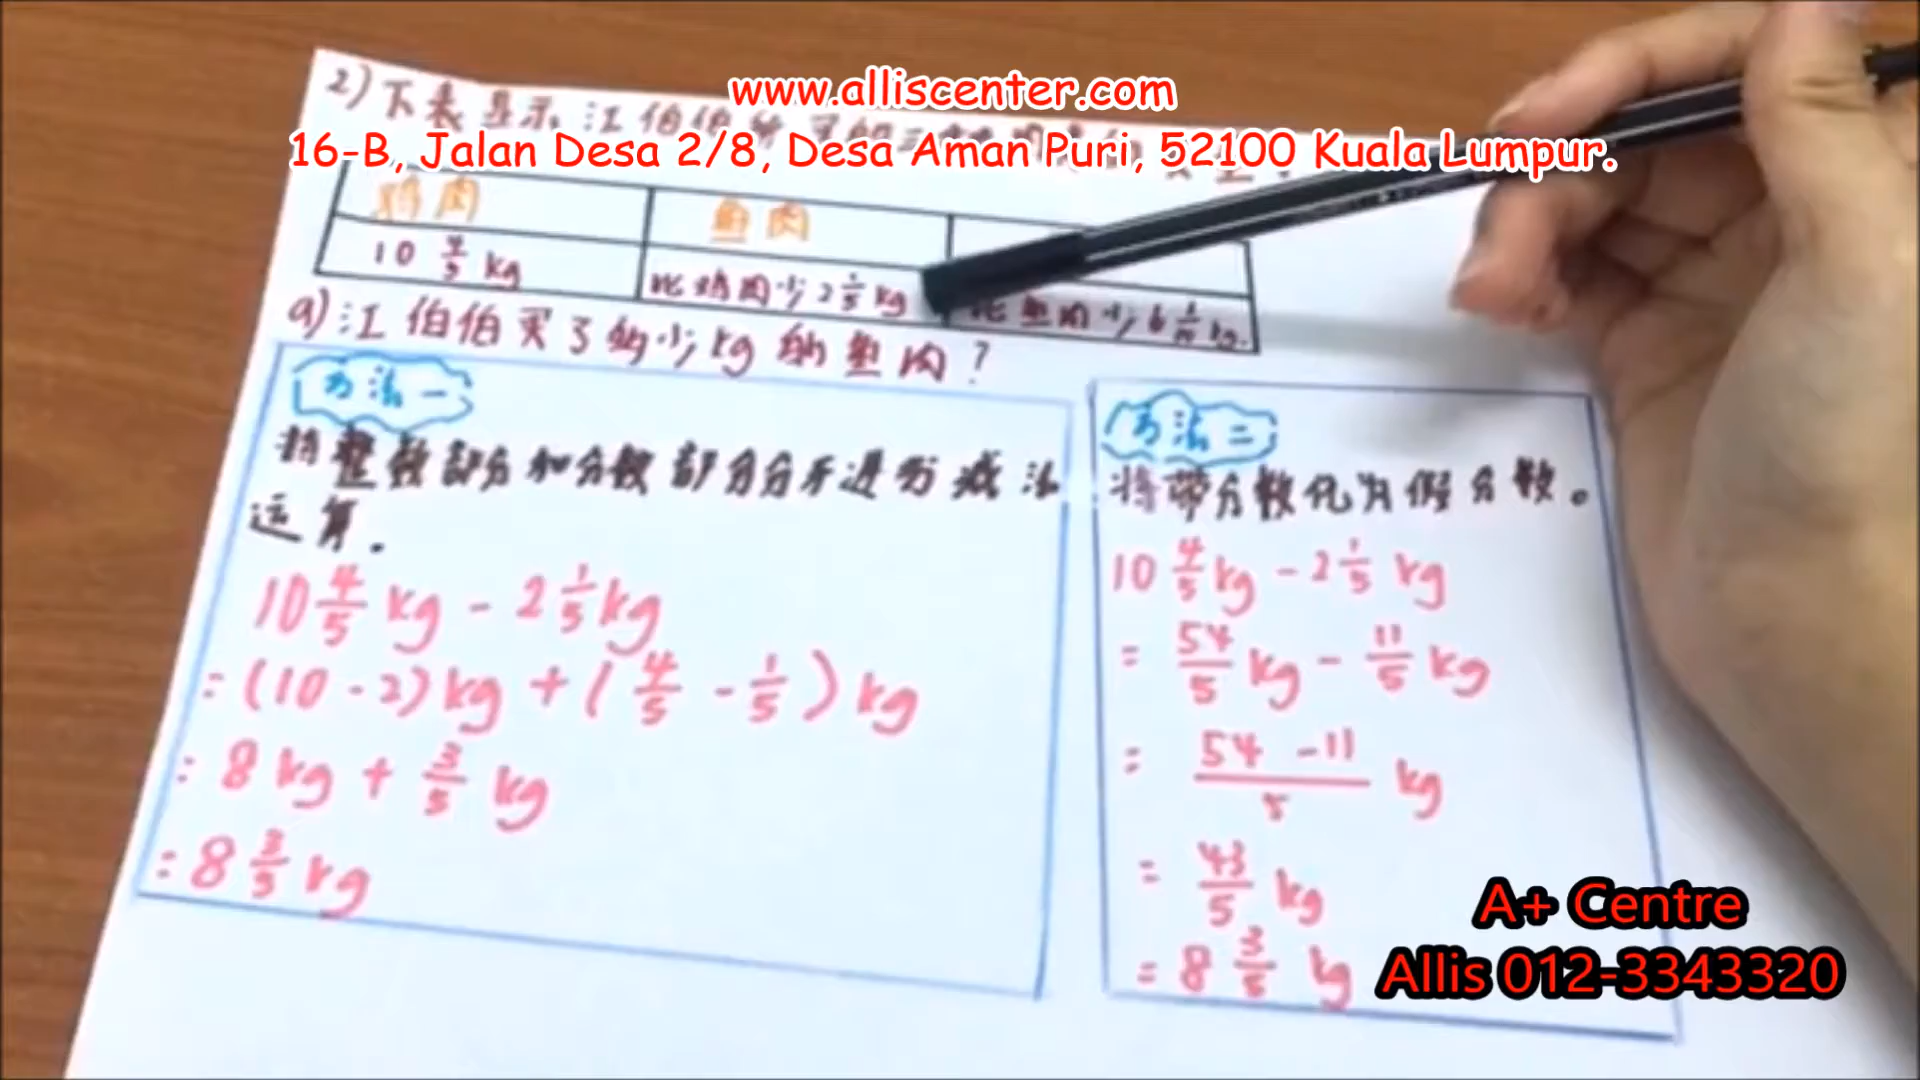 www.alliscenter.com
16-B, Jalan Desa 2/8, Desa Aman Puri, 52100 Kuala Lumpur.
2) 下表显示江伯伯
鸡肉 鱼肉
10 4/5 kg 比鸡肉少 2 1/5 kg 比鱼肉少 6
a) 江伯伯买了多少 kg 的鱼肉?
方法一
将整数部分和分数部分分开进行减法
运算.
10 4/5 kg - 2 1/5 kg
= (10 - 2) kg + (4/5 - 1/5) kg
= 8 kg + 3/5 kg
= 8 3/5 kg
方法二
将带分数化为假分数。
10 4/5 kg - 2 1/5 kg
= 54/5 kg - 11/5 kg
= (54 - 11)/5 kg
= 43/5 kg
= 8 3/5 kg
A+ Centre
Allis 012-3343320